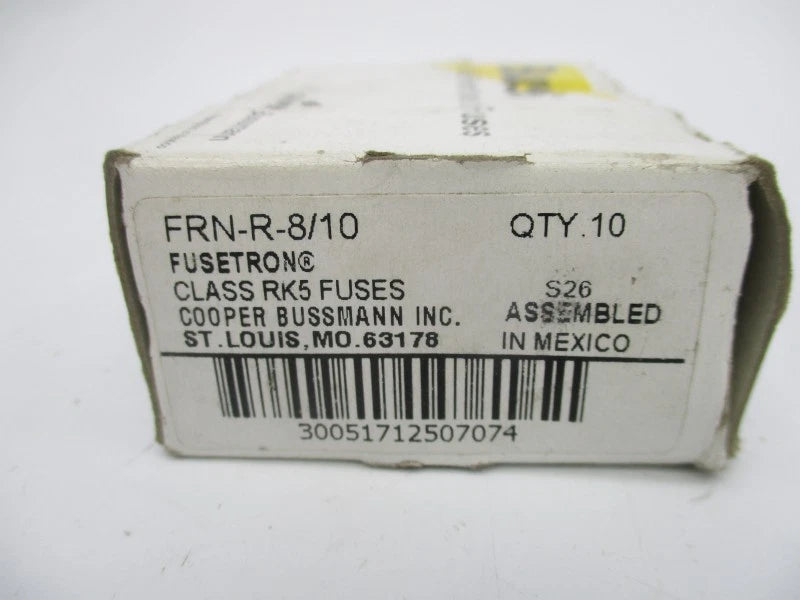 FRN-R-8/10 QTY.10
FUSETRON®
CLASS RK5 FUSES S26
COOPER BUSSMANN INC. ASSEMBLED
ST. LOUIS, MO. 63178 IN MEXICO
30051712507074